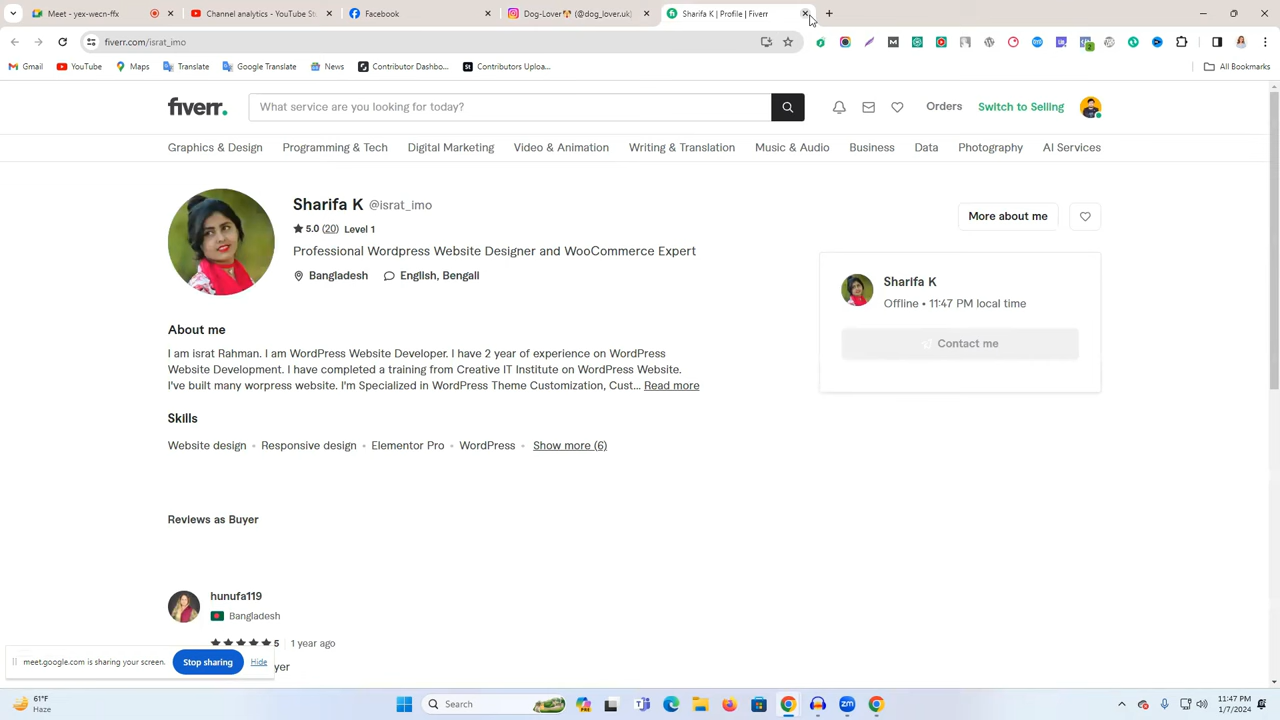 Meet - yex-nxem-vct
YouTube St
Facebook
Dog-Lover (@dog_lover.uk)
Sharifa K | Profile | Fiverr
fiverr.com/israt_imo
Gmail YouTube Maps Translate Google Translate News Contributor Dashbo... Contributors Uploa... All Bookmarks
fiverr.
What service are you looking for today?
Orders
Switch to Selling
Graphics & Design Programming & Tech Digital Marketing Video & Animation Writing & Translation Music & Audio Business Data Photography AI Services
Sharifa K @israt_imo
5.0 (20) Level 1
Professional Wordpress Website Designer and WooCommerce Expert
Bangladesh English, Bengali
More about me
Sharifa K
Offline • 11:47 PM local time
Contact me
About me
I am israt Rahman. I am WordPress Website Developer. I have 2 year of experience on WordPress
Website Development. I have completed a training from Creative IT Institute on WordPress Website.
I've built many worpress website. I'm Specialized in WordPress Theme Customization, Cust... Read more
Skills
Website design • Responsive design • Elementor Pro • WordPress • Show more (6)
Reviews as Buyer
hunufa119
Bangladesh
5 | 1 year ago
yer
meet.google.com is sharing your screen.
Stop sharing
Hide
61°F
Haze
Search
11:47 PM
1/7/2024